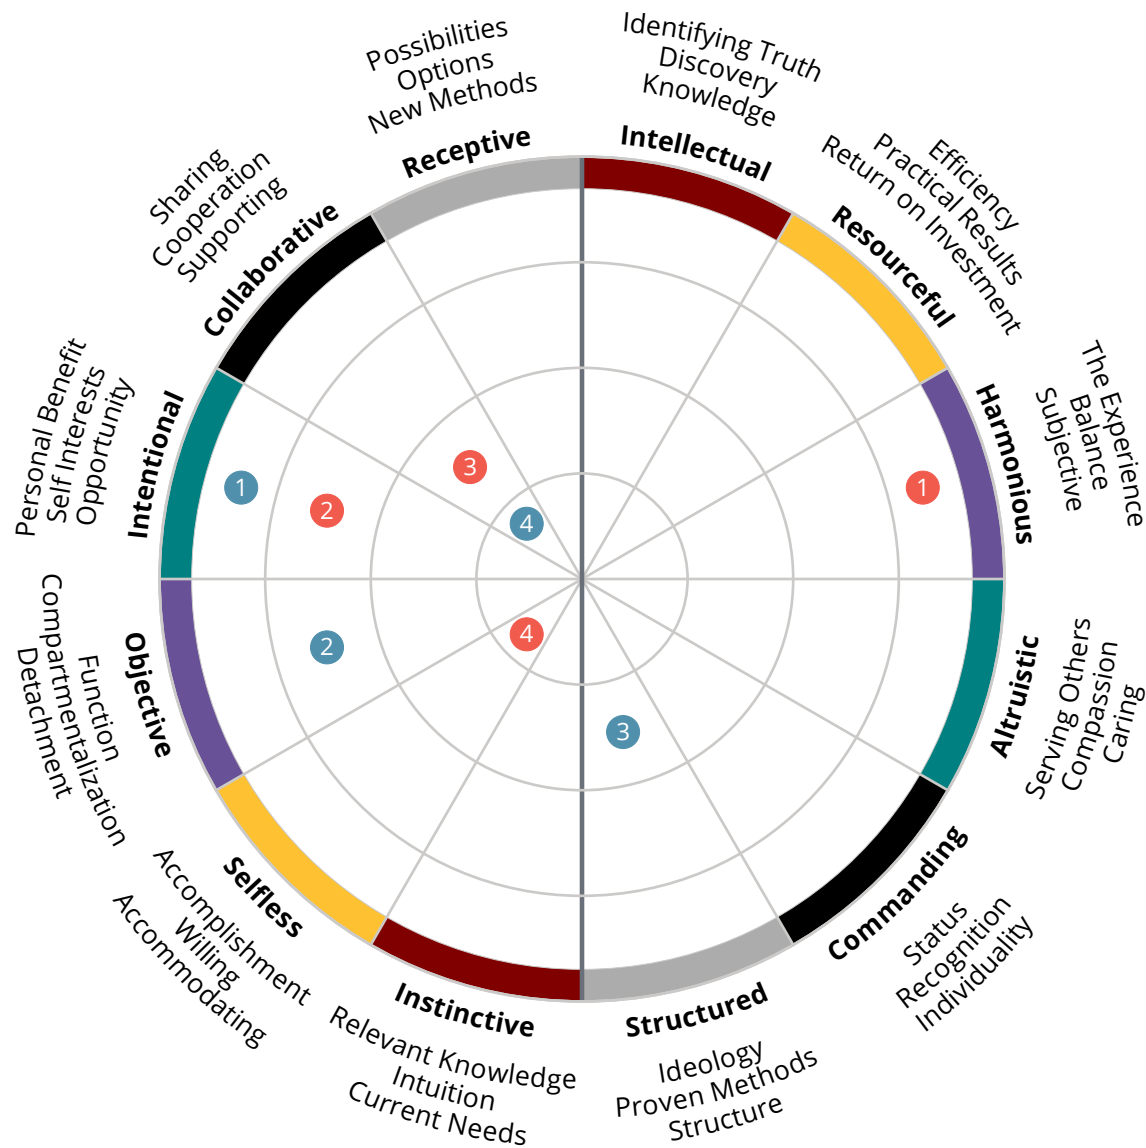 Possibilities
Options
New Methods
Receptive
Identifying Truth
Discovery
Knowledge
Intellectual
Efficiency
Practical Results
Return on Investment
Resourceful
The Experience
Balance
Subjective
Harmonious
Altruistic
Serving Others
Compassion
Caring
Commanding
Status
Recognition
Individuality
Structured
Ideology
Proven Methods
Structure
Instinctive
Relevant Knowledge
Intuition
Current Needs
Selfless
Accomplishment
Willing
Accommodating
Objective
Function
Compartmentalization
Detachment
Personal Benefit
Self Interests
Opportunity
Intentional
Sharing
Cooperation
Supporting
Collaborative
1
2
3
4
1
2
3
4